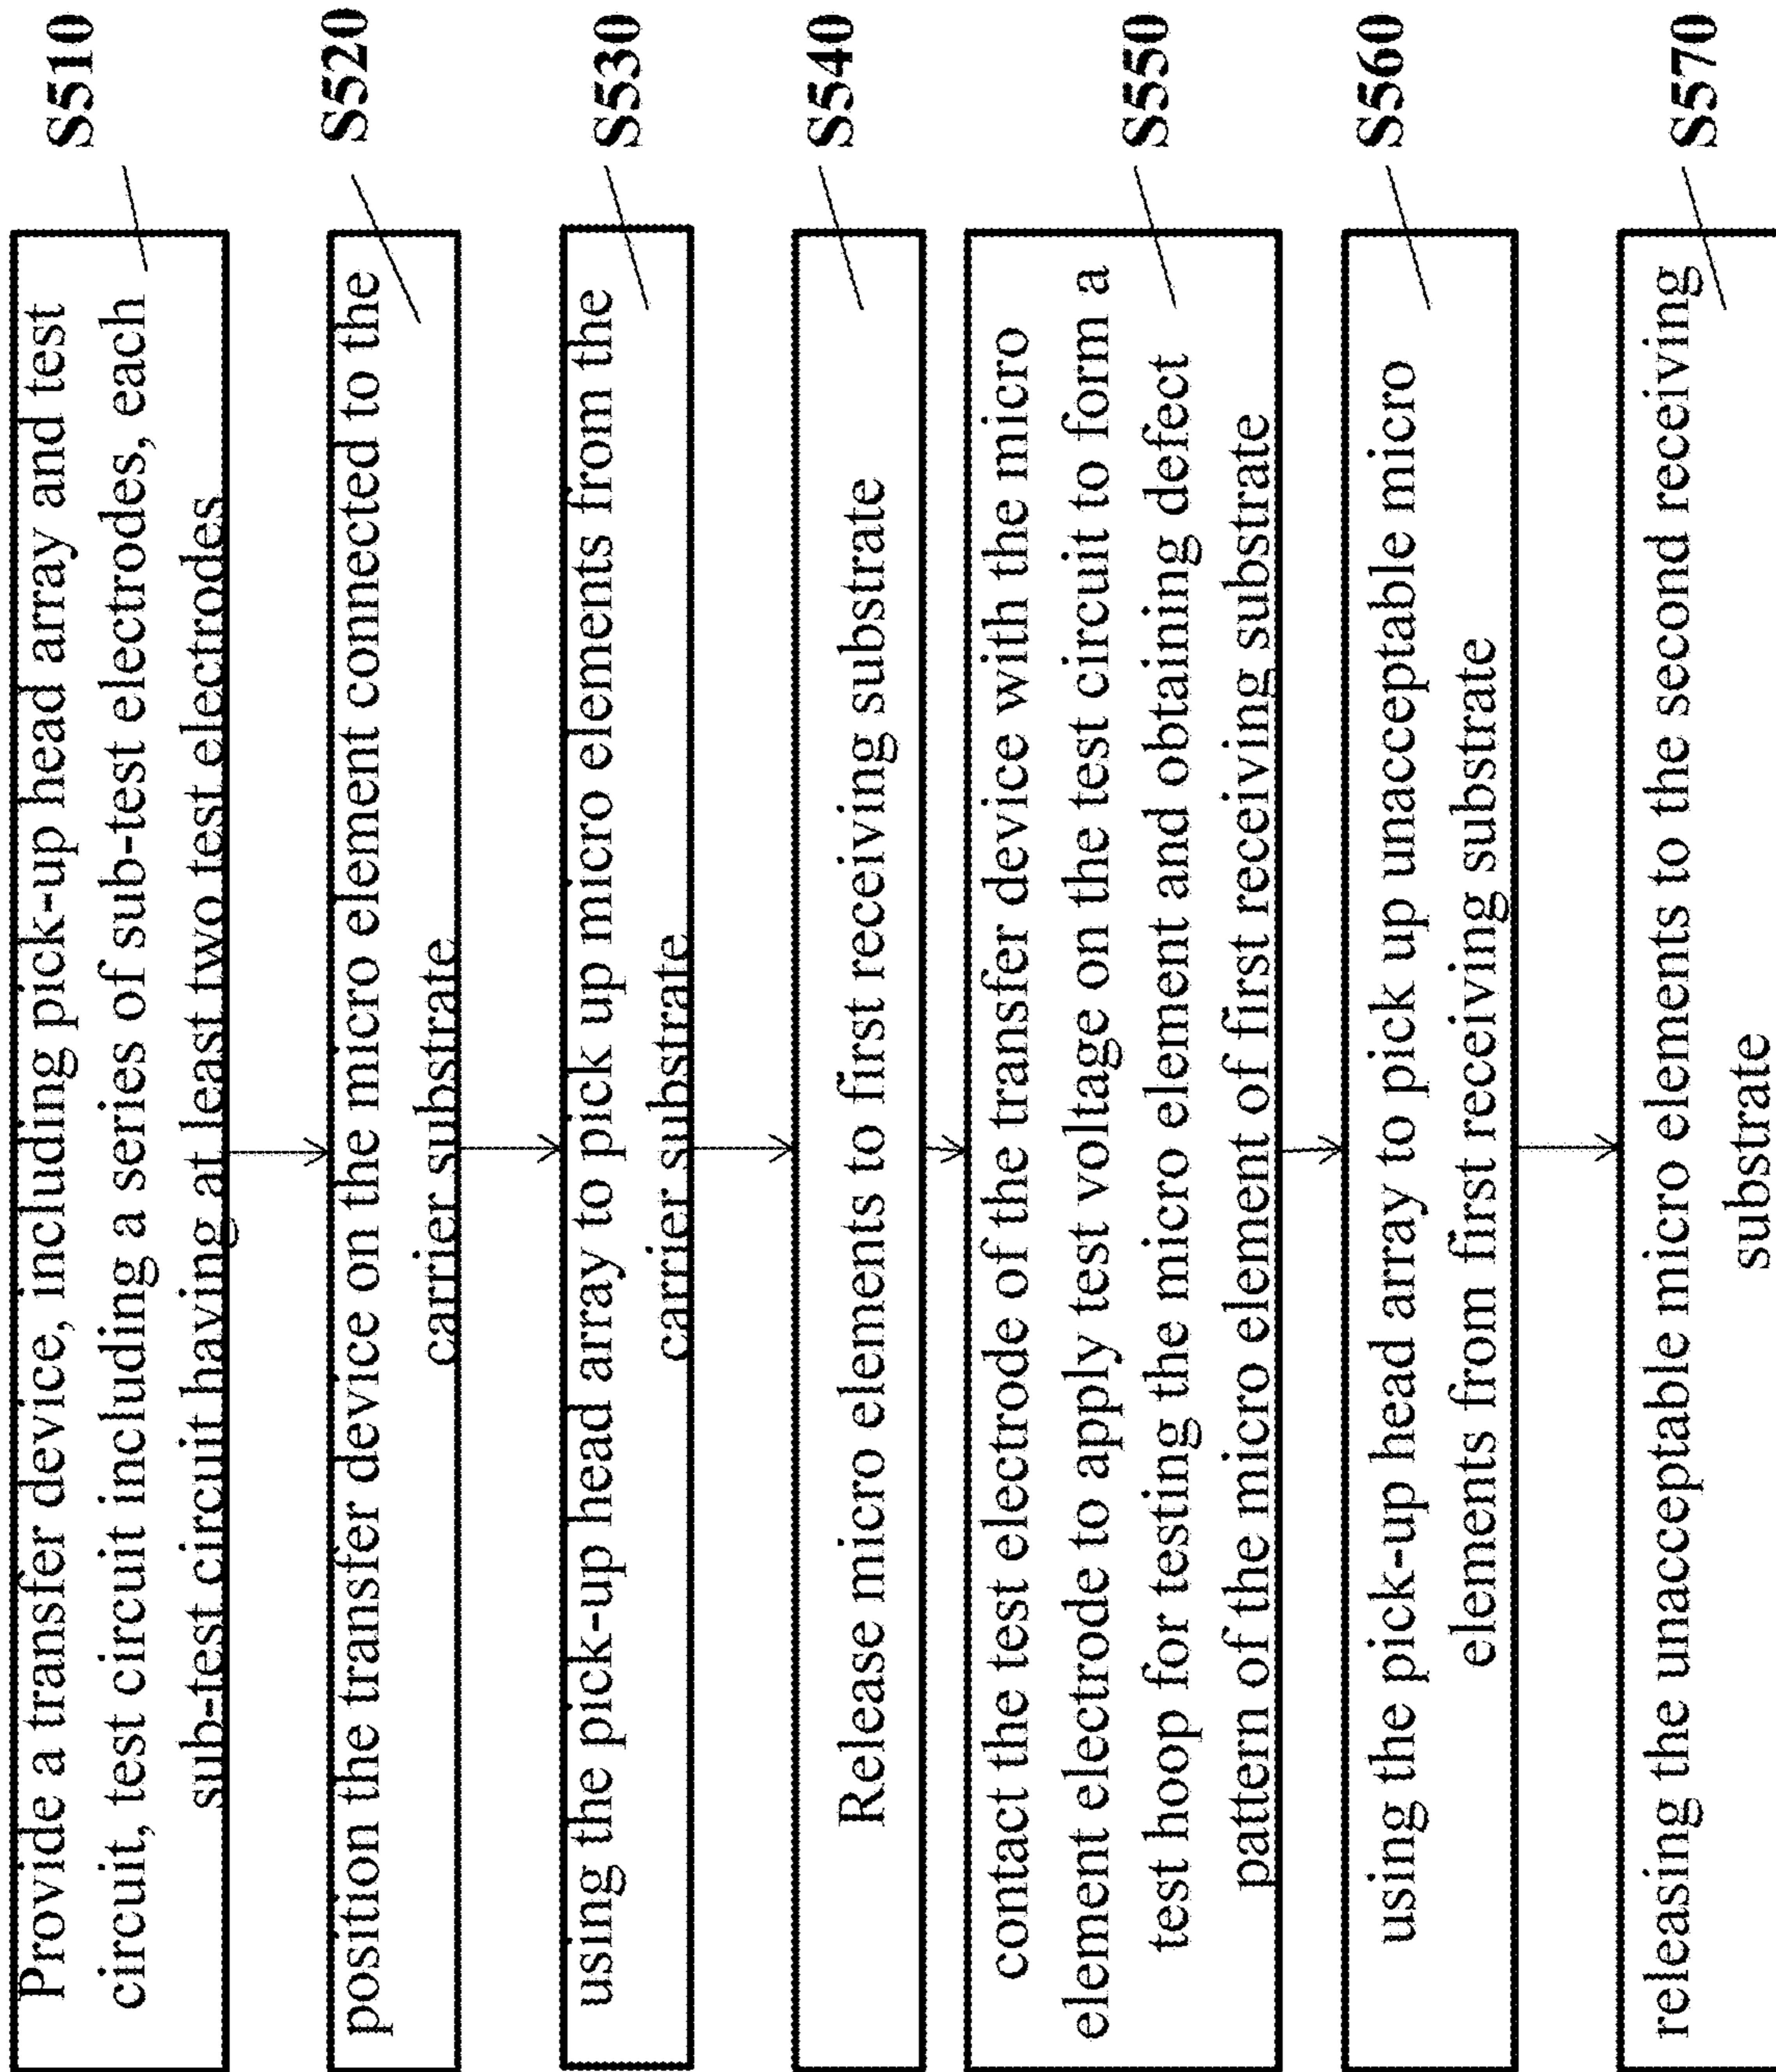 Provide a transfer device, including pick-up head array and test
circuit, test circuit including a series of sub-test electrodes, each
sub-test circuit having at least two test electrodes
S510
position the transfer device on the micro element connected to the
carrier substrate
S520
using the pick-up head array to pick up micro elements from the
carrier substrate
S530
Release micro elements to first receiving substrate
S540
contact the test electrode of the transfer device with the micro
element electrode to apply test voltage on the test circuit to form a
test hoop for testing the micro element and obtaining defect
pattern of the micro element of first receiving substrate
S550
using the pick-up head array to pick up unacceptable micro
elements from first receiving substrate
S560
releasing the unacceptable micro elements to the second receiving
substrate
S570